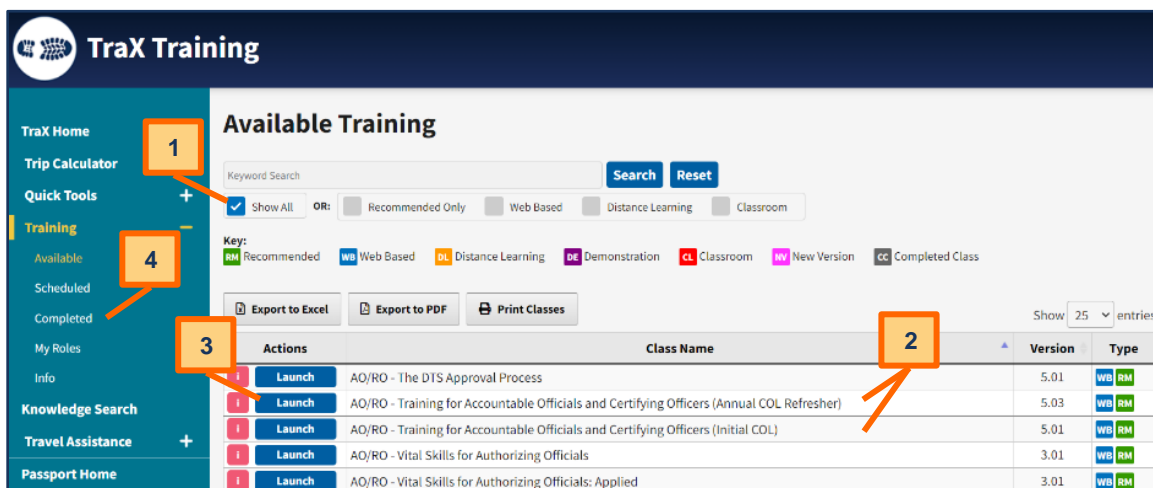 TraX Training
TraX Home
Trip Calculator
Quick Tools +
Training −
Available
Scheduled
Completed
My Roles
Info
Knowledge Search
Travel Assistance +
Passport Home
1
4
Available Training
Keyword Search Search Reset
Show All OR: Recommended Only Web Based Distance Learning Classroom
Key:
RM Recommended WB Web Based DL Distance Learning DE Demonstration CL Classroom NV New Version CC Completed Class
Export to Excel Export to PDF Print Classes Show 25 entries
3
2
Actions Class Name Version Type
i Launch AO/RO - The DTS Approval Process 5.01 WB RM
i Launch AO/RO - Training for Accountable Officials and Certifying Officers (Annual COL Refresher) 5.03 WB RM
i Launch AO/RO - Training for Accountable Officials and Certifying Officers (Initial COL) 5.01 WB RM
i Launch AO/RO - Vital Skills for Authorizing Officials 3.01 WB RM
i Launch AO/RO - Vital Skills for Authorizing Officials: Applied 3.01 WB RM